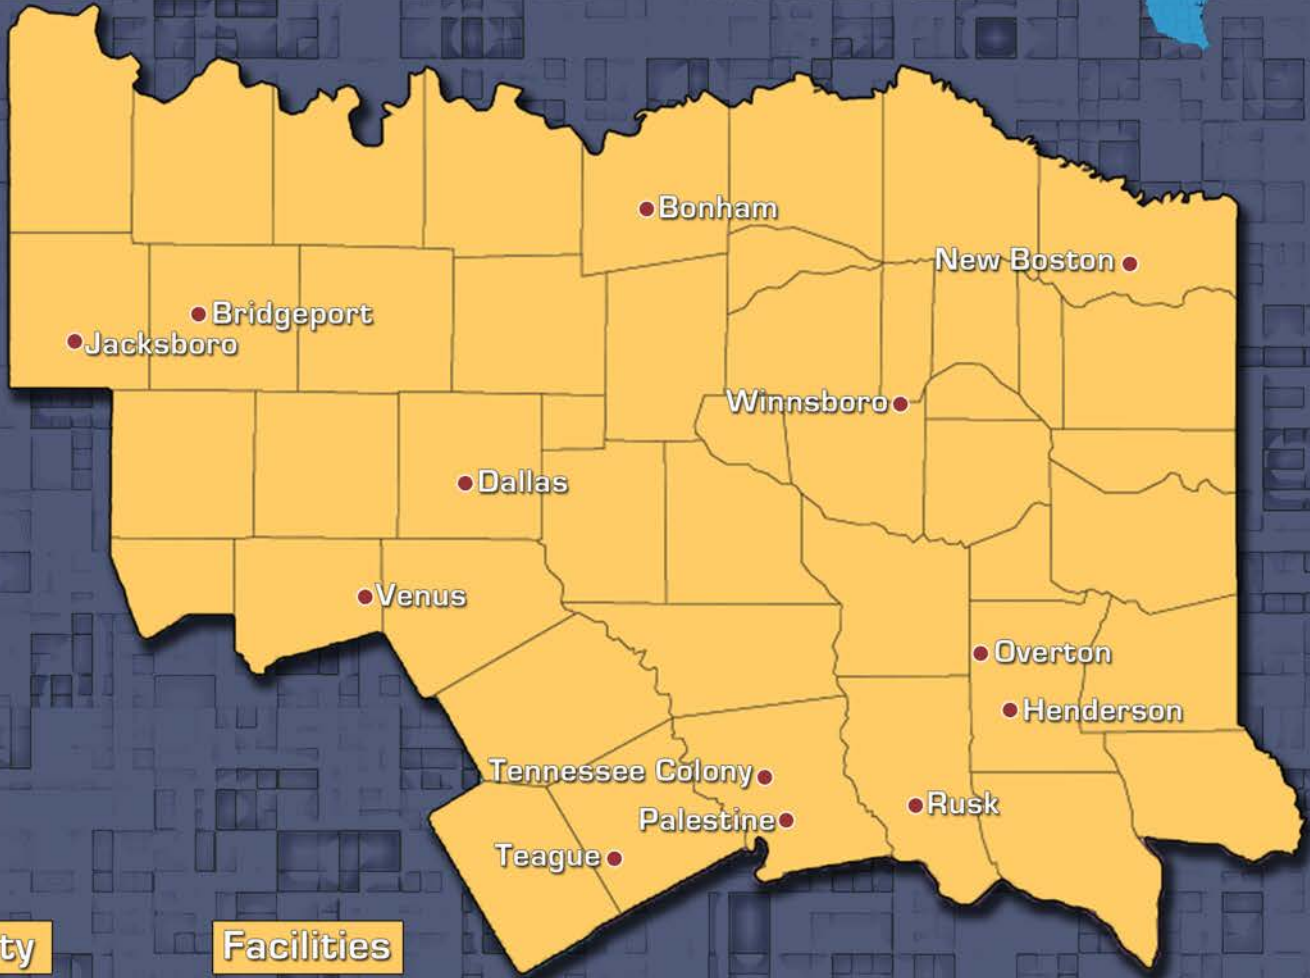 Bonham
New Boston
Bridgeport
Jacksboro
Winnsboro
Dallas
Venus
Overton
Henderson
Tennessee Colony
Rusk
Palestine
Teague
ty
Facilities